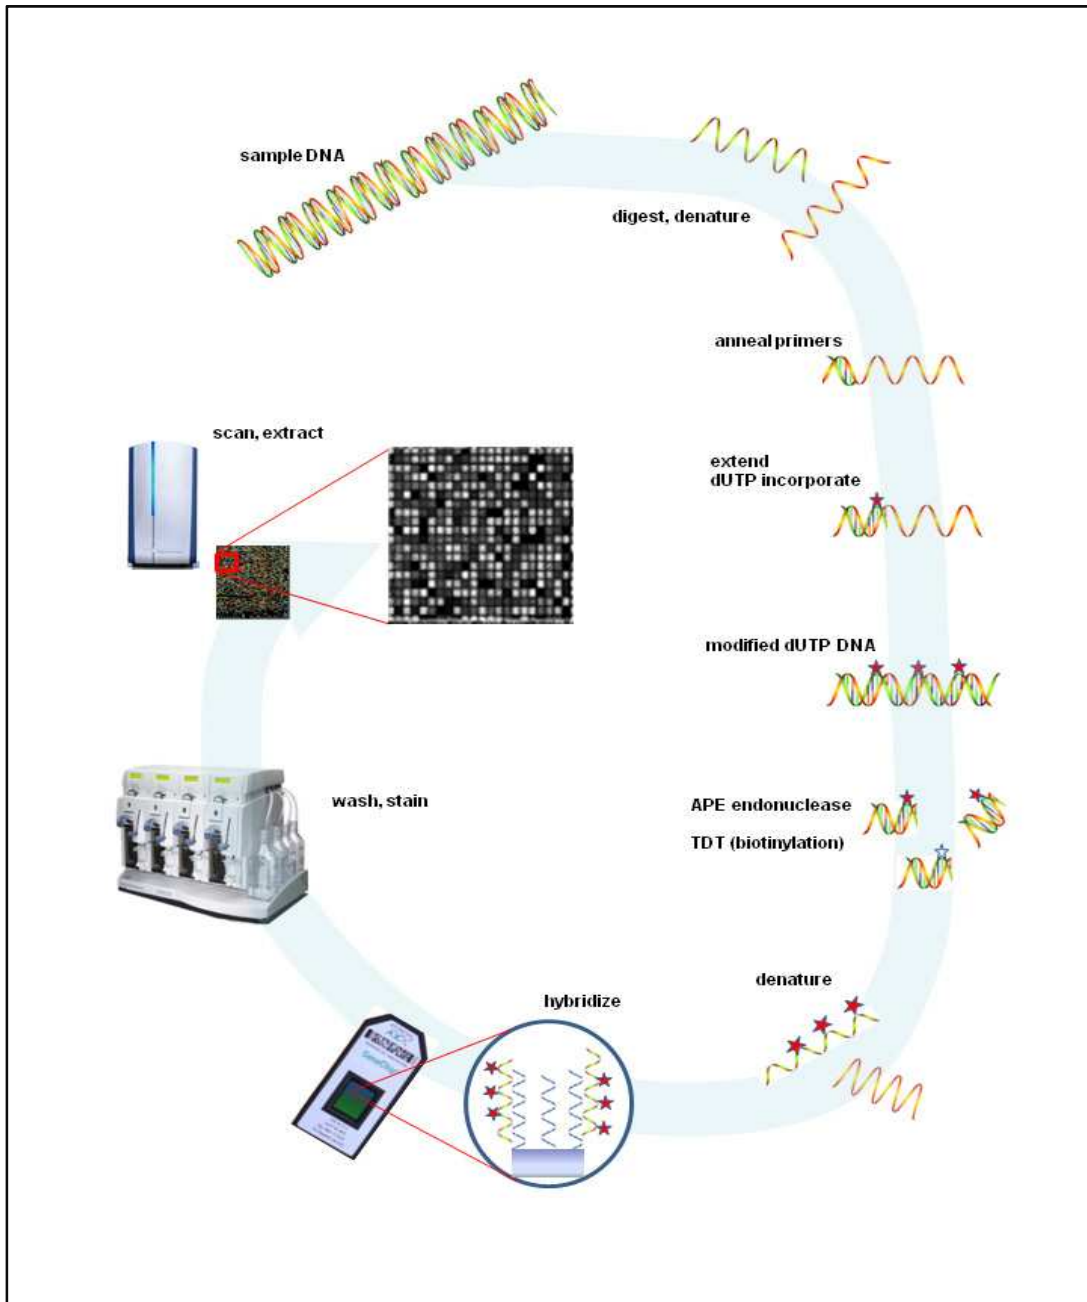 sample DNA
digest, denature
anneal primers
extend
dUTP incorporate
modified dUTP DNA
APE endonuclease
TDT (biotinylation)
denature
hybridize
wash, stain
scan, extract